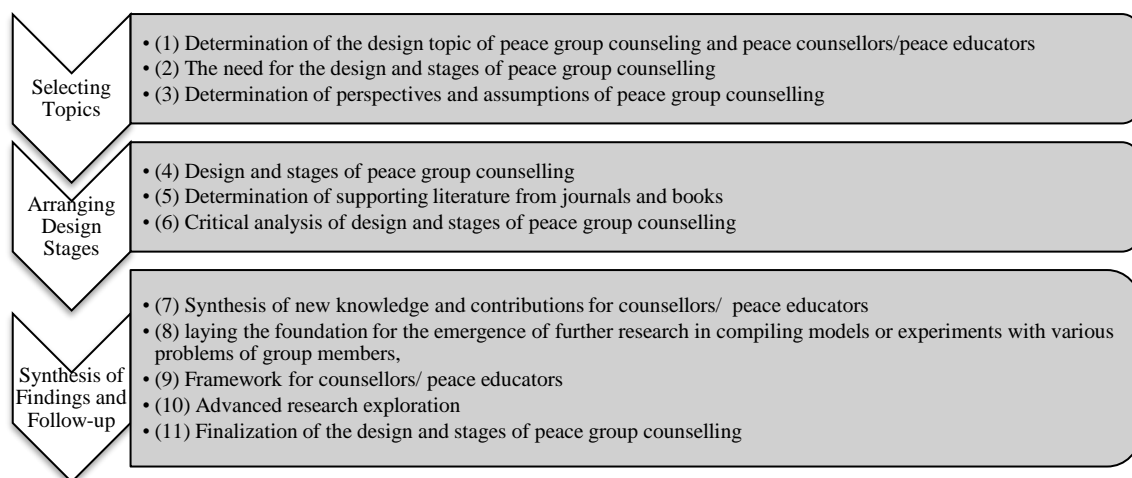 Selecting
Topics
• (1) Determination of the design topic of peace group counseling and peace counsellors/peace educators
• (2) The need for the design and stages of peace group counselling
• (3) Determination of perspectives and assumptions of peace group counselling
Arranging
Design
Stages
• (4) Design and stages of peace group counselling
• (5) Determination of supporting literature from journals and books
• (6) Critical analysis of design and stages of peace group counselling
Synthesis of
Findings and
Follow-up
• (7) Synthesis of new knowledge and contributions for counsellors/ peace educators
• (8) laying the foundation for the emergence of further research in compiling models or experiments with various
problems of group members,
• (9) Framework for counsellors/ peace educators
• (10) Advanced research exploration
• (11) Finalization of the design and stages of peace group counselling